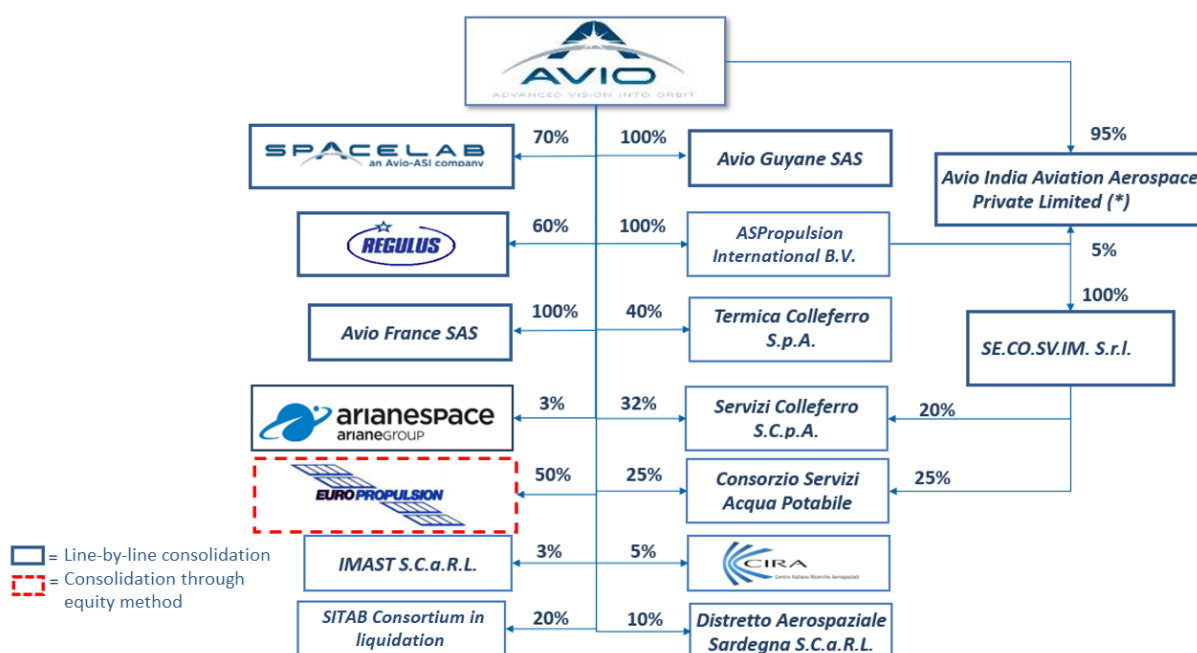 AVIO
ADVANCED VISION INTO ORBIT
70%
100%
95%
SPACELAB
an Avio-ASI company
Avio Guyane SAS
Avio India Aviation Aerospace
Private Limited (*)
60%
100%
REGULUS
ASPropulsion
International B.V.
5%
100%
100%
40%
Avio France SAS
Termica Colleferro
S.p.A.
SE.CO.SV.IM. S.r.l.
arianespace
arianeGROUP
3%
32%
Servizi Colleferro
S.C.p.A.
20%
EUROPROPULSION
50%
25%
Consorzio Servizi
Acqua Potabile
25%
= Line-by-line consolidation
= Consolidation through
equity method
IMAST S.C.a.R.L.
3%
5%
CIRA
Centro Italiano Ricerche Aerospaziali
SITAB Consortium in
liquidation
20%
10%
Distretto Aerospaziale
Sardegna S.C.a.R.L.